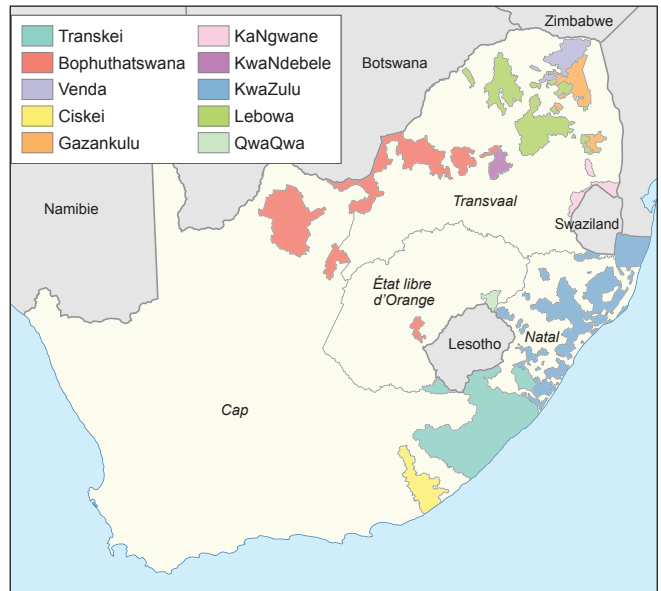 Transkei
Bophuthatswana
Venda
Ciskei
Gazankulu
KaNgwane
KwaNdebele
KwaZulu
Lebowa
QwaQwa
Zimbabwe
Botswana
Namibie
Transvaal
Swaziland
État libre
d’Orange
Natal
Lesotho
Cap